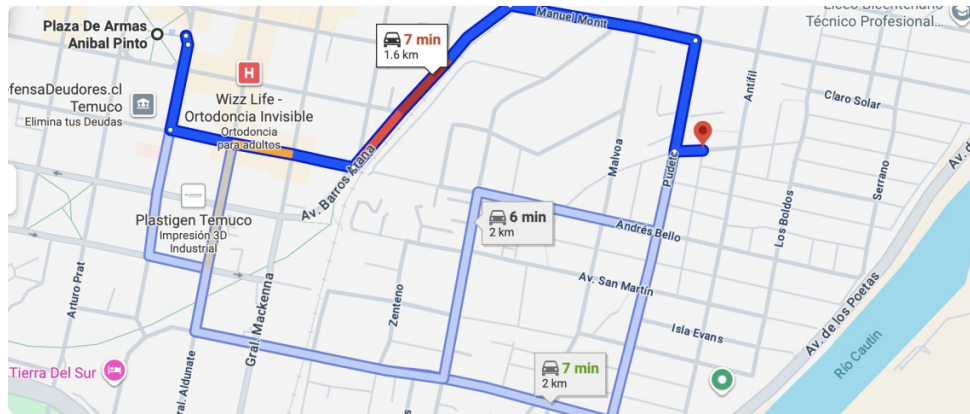 Plaza De Armas
Anibal Pinto
7 min
1.6 km
Manuel Montt
Técnico Profesional...
Antifil
Claro Solar
efensaDeudores.cl
Temuco
Elimina tus Deudas
H
Wizz Life -
Ortodoncia Invisible
Ortodoncia
para adultos
Av. Barros Arana
Malvoa
Pudeto
Serrano
Av. d
Los Boldos
Plastigen Temuco
Impresión 3D
Industrial
6 min
2 km
Andrés Bello
Av. San Martín
Arturo Prat
Gral. Mackenna
Zenteno
Isla Evans
Av. de los Poetas
Río Cautín
Tierra Del Sur
ral. Aldunate
7 min
2 km